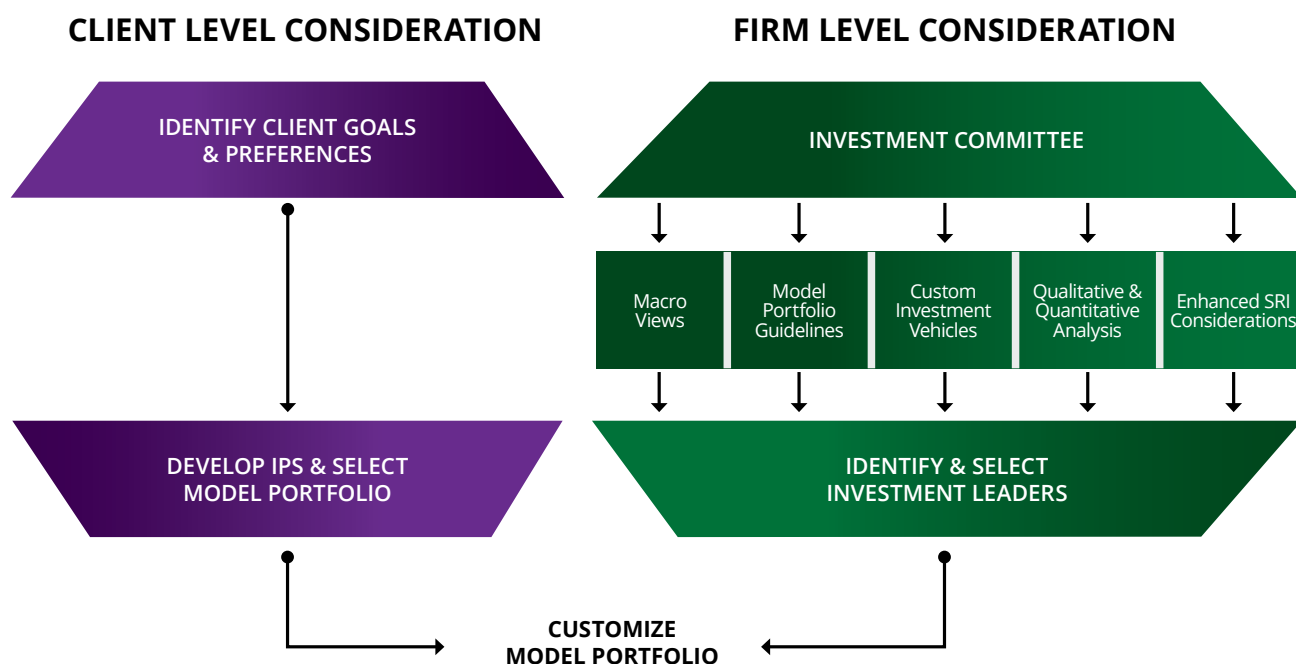 CLIENT LEVEL CONSIDERATION
IDENTIFY CLIENT GOALS
& PREFERENCES
DEVELOP IPS & SELECT
MODEL PORTFOLIO
FIRM LEVEL CONSIDERATION
INVESTMENT COMMITTEE
Macro
Views
Model
Portfolio
Guidelines
Custom
Investment
Vehicles
Qualitative &
Quantitative
Analysis
Enhanced SRI
Considerations
IDENTIFY & SELECT
INVESTMENT LEADERS
CUSTOMIZE
MODEL PORTFOLIO